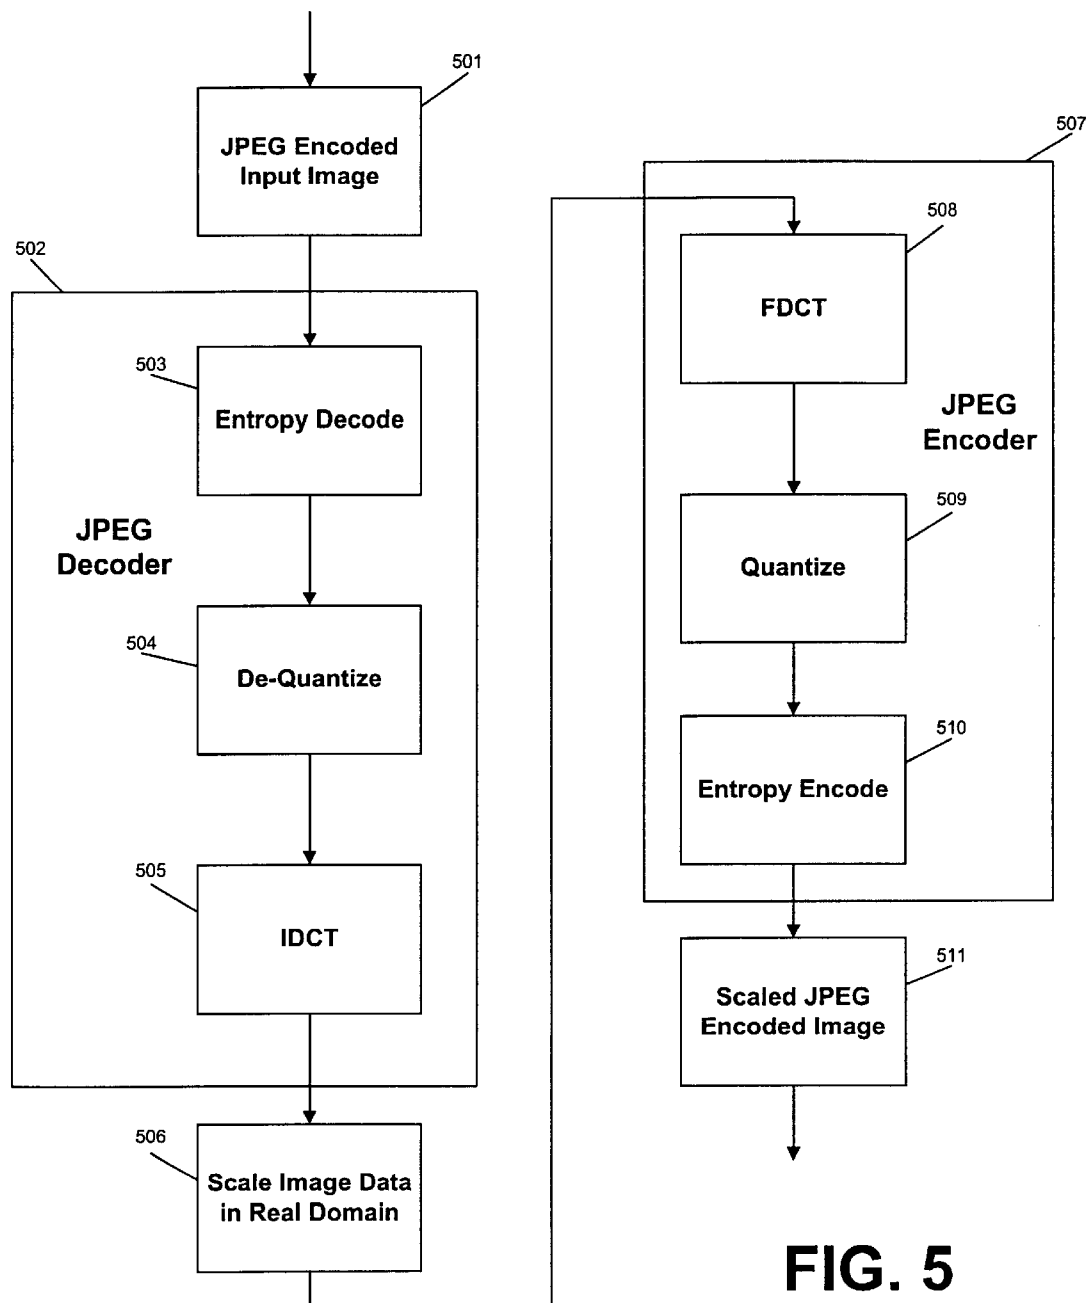 501
JPEG Encoded
Input Image
502
503
Entropy Decode
JPEG
Decoder
504
De-Quantize
505
IDCT
506
Scale Image Data
in Real Domain
507
508
FDCT
JPEG
Encoder
509
Quantize
510
Entropy Encode
511
Scaled JPEG
Encoded Image
FIG. 5